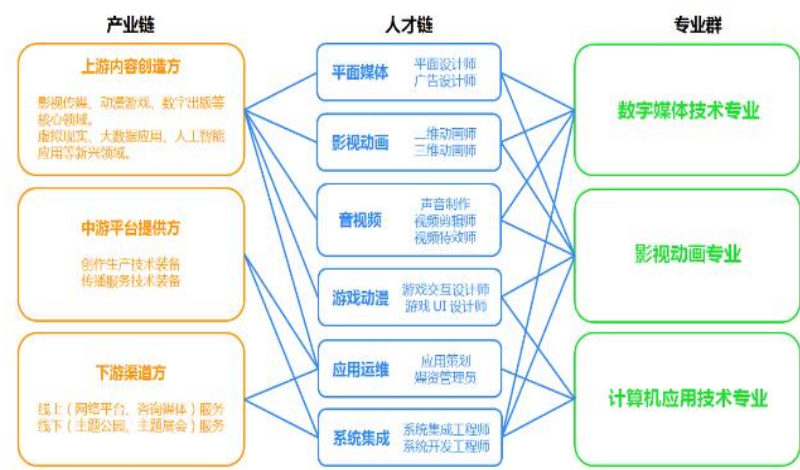 产业链
人才链
专业群
上游内容创造方
影视传媒、动漫游戏、数字出版等
核心领域。
虚拟现实、大数据应用、人工智能
应用等新兴领域。
中游平台提供方
创作生产技术装备
传播服务技术装备
下游渠道方
线上（网络平台、咨询媒体）服务
线下（主题公园、主题展会）服务
平面媒体
平面设计师
广告设计师
影视动画
二维动画师
三维动画师
音视频
声音制作
视频剪辑师
视频特效师
游戏动漫
游戏交互设计师
游戏 UI 设计师
应用运维
应用策划
媒资管理员
系统集成
系统集成工程师
系统开发工程师
数字媒体技术专业
影视动画专业
计算机应用技术专业